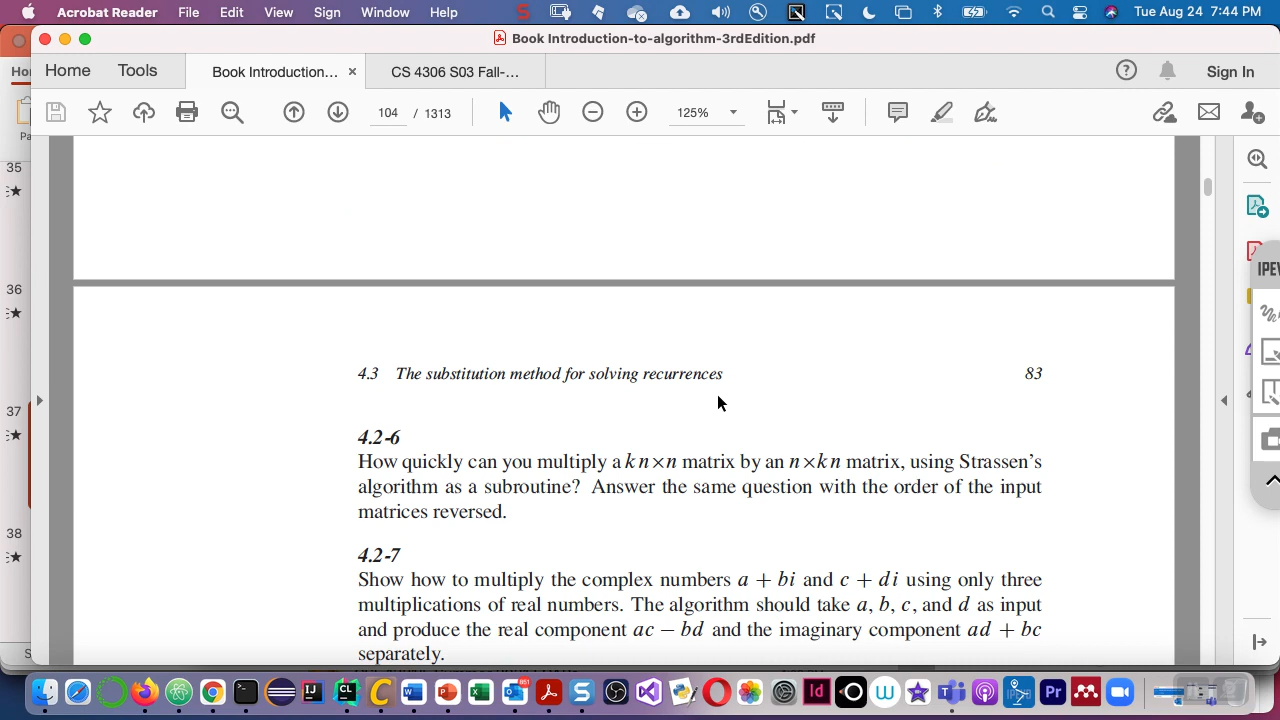 Acrobat Reader File Edit View Sign Window Help Tue Aug 24 7:44 PM
Book Introduction-to-algorithm-3rdEdition.pdf
Home Tools Book Introduction... × CS 4306 S03 Fall-... Sign In
104 / 1313 125%
35
36
37
38
4.3 The substitution method for solving recurrences 83
4.2-6
How quickly can you multiply a kn×n matrix by an n×kn matrix, using Strassen's
algorithm as a subroutine? Answer the same question with the order of the input
matrices reversed.
4.2-7
Show how to multiply the complex numbers a + bi and c + di using only three
multiplications of real numbers. The algorithm should take a, b, c, and d as input
and produce the real component ac − bd and the imaginary component ad + bc
separately.